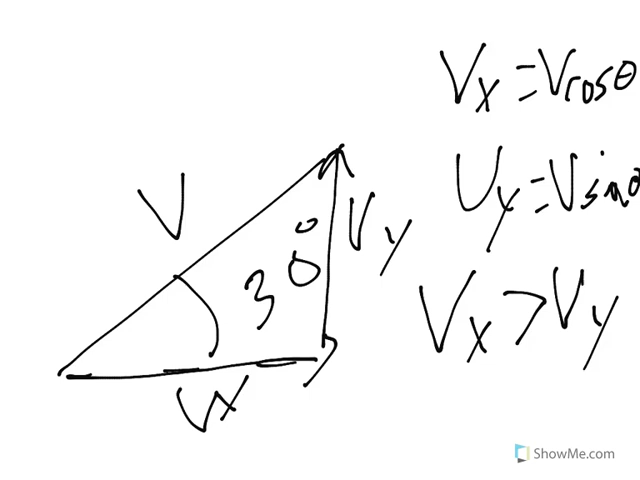 Vx = Vcosθ
Vy = Vsinθ
V
30°
Vy
Vx > Vy
Vx
ShowMe.com